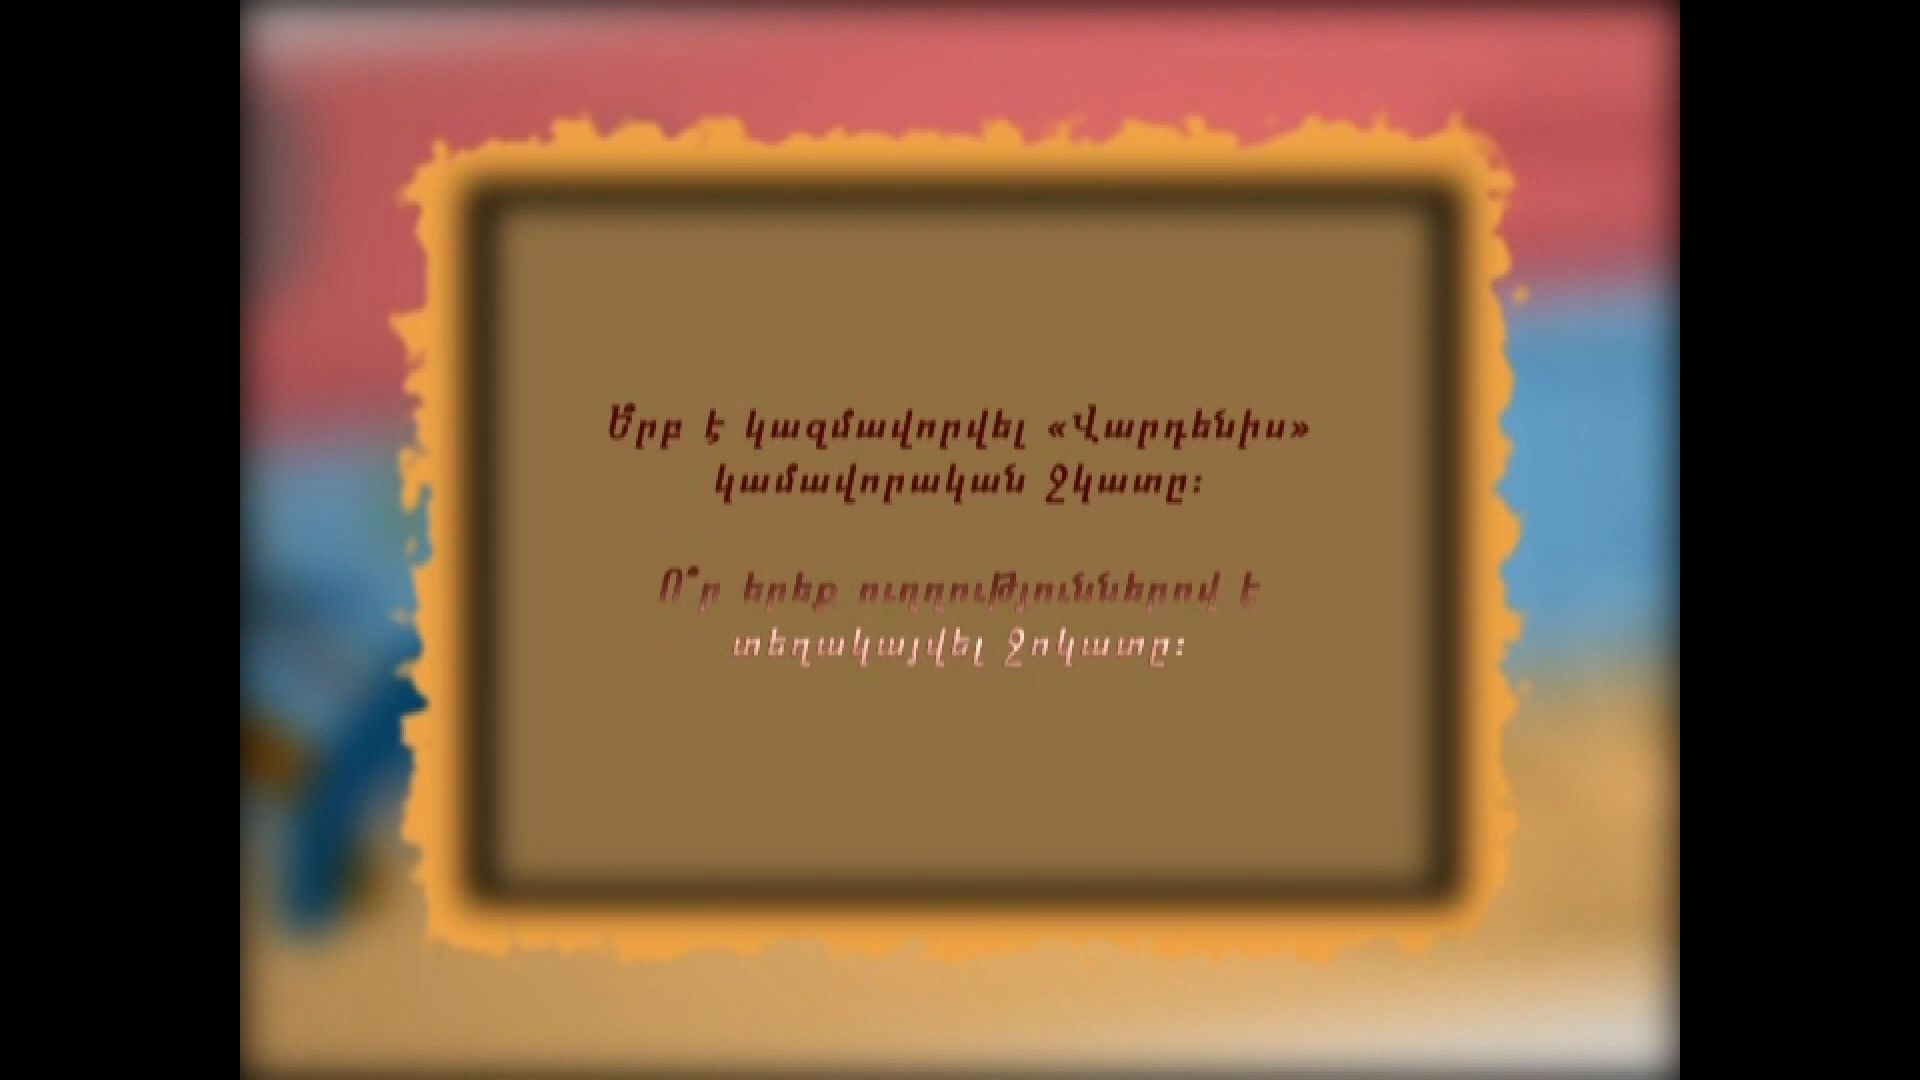 Ե՞րբ է կազմավորվել «Վարդենիս»
կամավորական ջկատը։
Ո՞ր երեք ուղղություններով է
տեղակայվել ջոկատը։